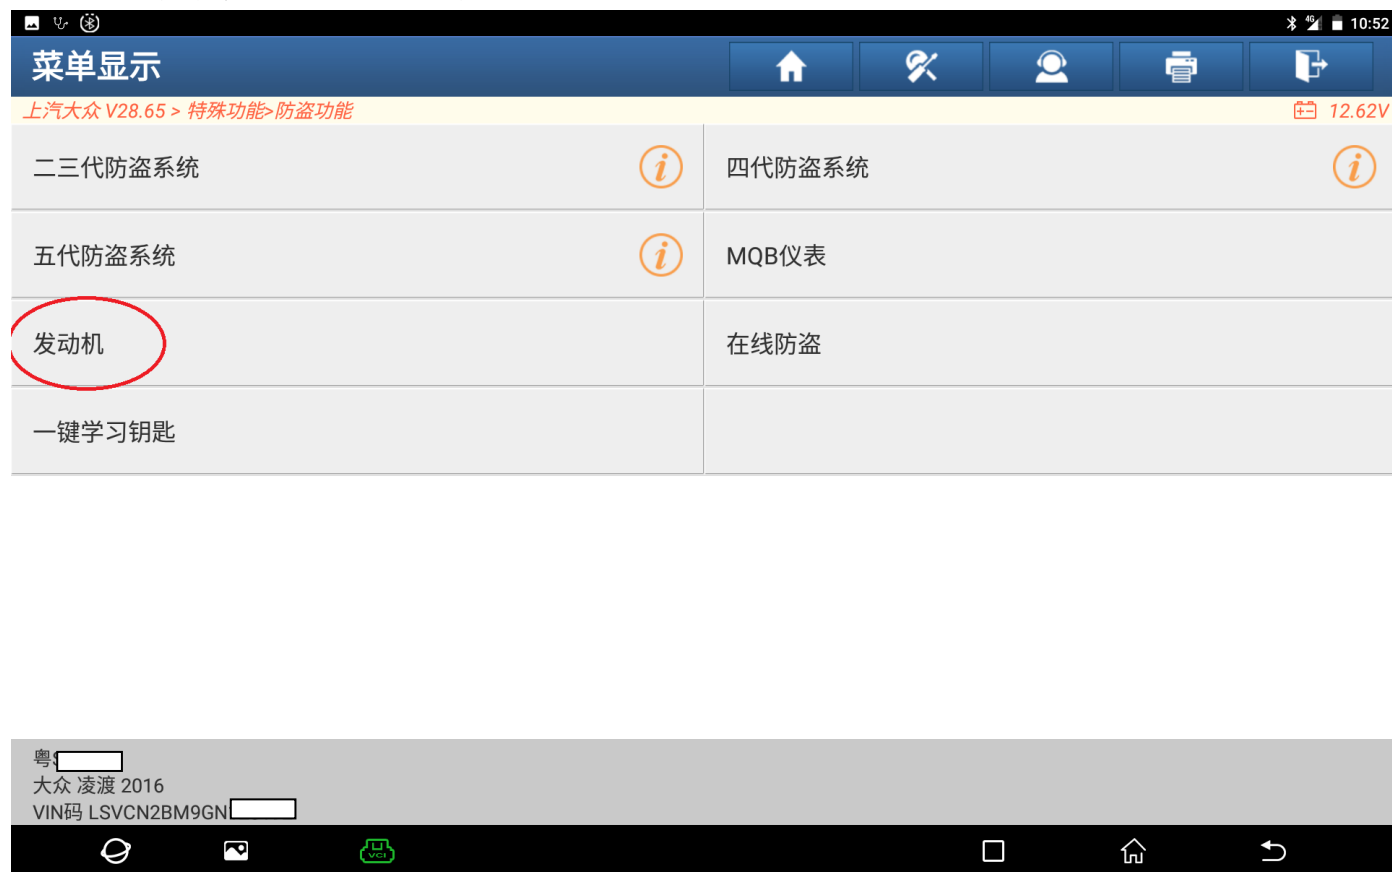 4G 10:52
菜单显示
上汽大众 V28.65 > 特殊功能>防盗功能 12.62V
二三代防盗系统 i 四代防盗系统 i
五代防盗系统 i MQB仪表
发动机 在线防盗
一键学习钥匙
粤
大众 凌渡 2016
VIN码 LSVCN2BM9GN
VCI